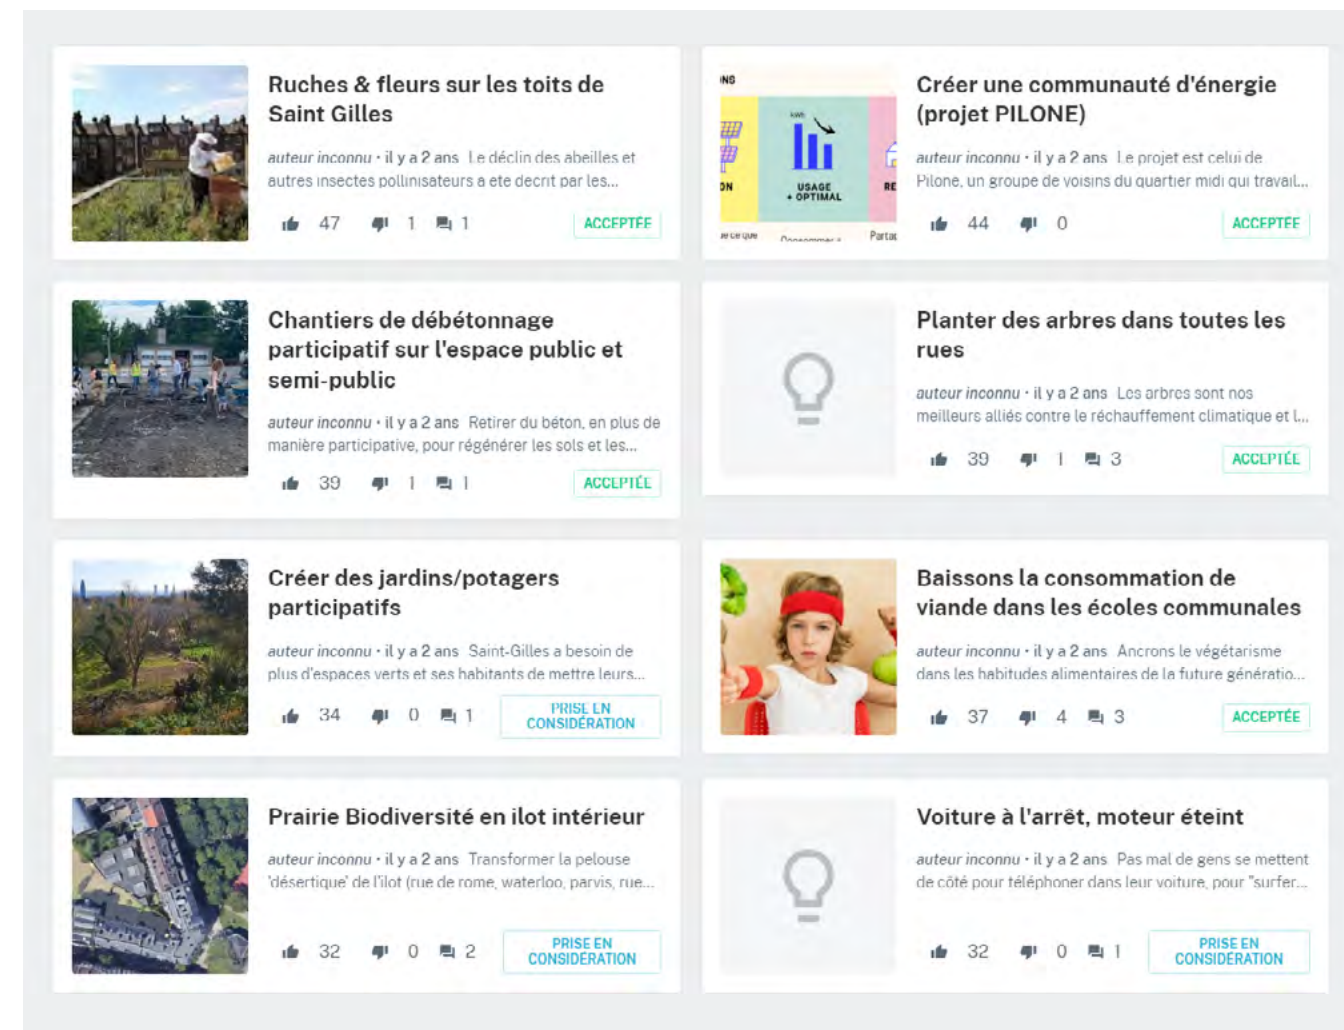 Ruches & fleurs sur les toits de
Saint Gilles
auteur inconnu • il y a 2 ans Le déclin des abeilles et
autres insectes pollinisateurs a ete decrit par les...
47 1 1 ACCEPTÉE
NS
kWh
ON
USAGE
+ OPTIMAL
RE
ue ce que
Consommer à
Partag
Créer une communauté d'énergie
(projet PILONE)
auteur inconnu • il y a 2 ans Le projet est celui de
Pilone, un groupe de voisins du quartier midi qui travail...
44 0 ACCEPTÉE
Chantiers de débétonnage
participatif sur l'espace public et
semi-public
auteur inconnu • il y a 2 ans Retirer du béton, en plus de
manière participative, pour régénérer les sols et les...
39 1 1 ACCEPTÉE
Planter des arbres dans toutes les
rues
auteur inconnu • il y a 2 ans Les arbres sont nos
meilleurs alliés contre le réchauffement climatique et l...
39 1 3 ACCEPTÉE
Créer des jardins/potagers
participatifs
auteur inconnu • il y a 2 ans Saint-Gilles a besoin de
plus d'espaces verts et ses habitants de mettre leurs...
34 0 1 PRISE EN
CONSIDÉRATION
Baissons la consommation de
viande dans les écoles communales
auteur inconnu • il y a 2 ans Ancrons le végétarisme
dans les habitudes alimentaires de la future génératio...
37 4 3 ACCEPTÉE
Prairie Biodiversité en ilot intérieur
auteur inconnu • il y a 2 ans Transformer la pelouse
'désertique' de l'ilot (rue de rome, waterloo, parvis, rue...
32 0 2 PRISE EN
CONSIDÉRATION
Voiture à l'arrêt, moteur éteint
auteur inconnu • il y a 2 ans Pas mal de gens se mettent
de côté pour téléphoner dans leur voiture, pour "surfer...
32 0 1 PRISE EN
CONSIDÉRATION